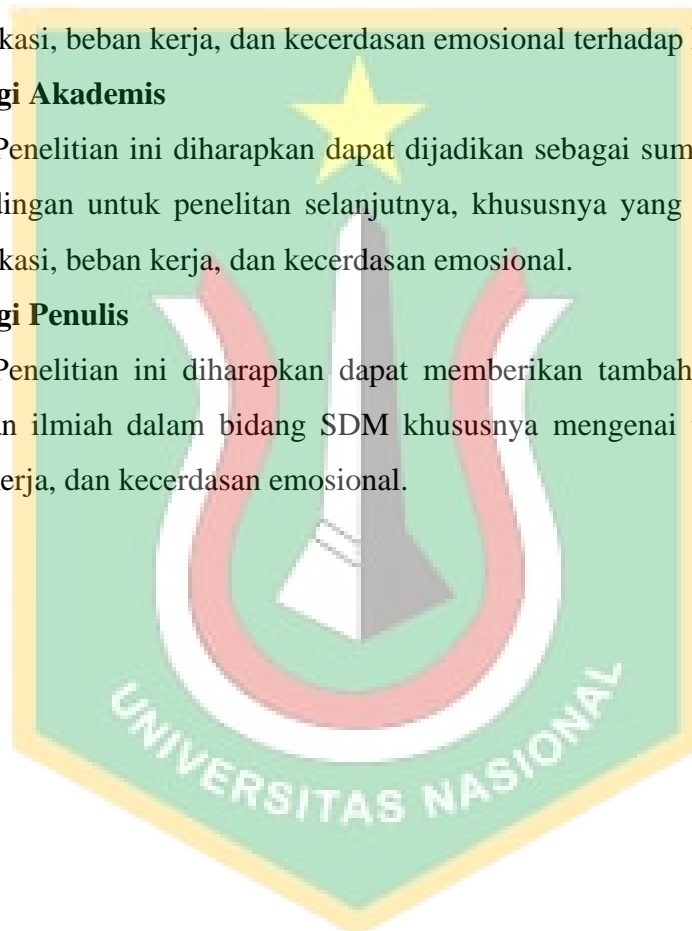 kasi, beban kerja, dan kecerdasan emosional terhadap
gi Akademis
Penelitian ini diharapkan dapat dijadikan sebagai sum
lingan untuk penelitan selanjutnya, khususnya yang
kasi, beban kerja, dan kecerdasan emosional.
gi Penulis
Penelitian ini diharapkan dapat memberikan tambah
an ilmiah dalam bidang SDM khususnya mengenai
erja, dan kecerdasan emosional.
UNIVERSITAS NASIONAL